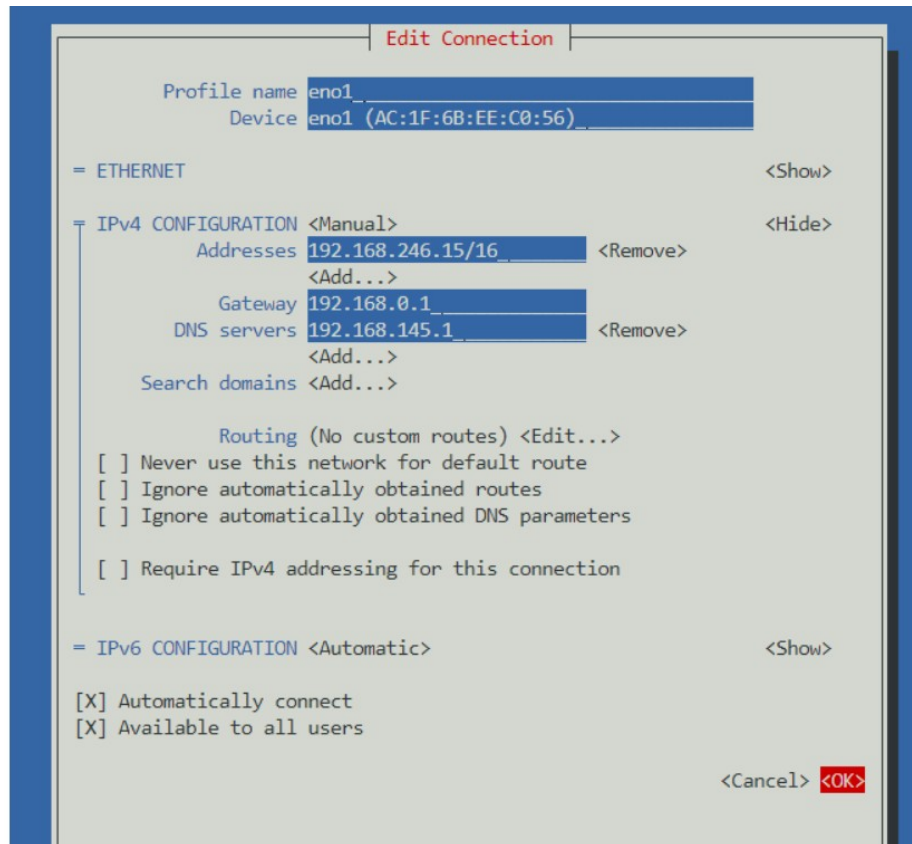 Edit Connection
Profile name eno1
Device eno1 (AC:1F:6B:EE:C0:56)
= ETHERNET <Show>
= IPv4 CONFIGURATION <Manual> <Hide>
Addresses 192.168.246.15/16 <Remove>
<Add...>
Gateway 192.168.0.1
DNS servers 192.168.145.1 <Remove>
<Add...>
Search domains <Add...>
Routing (No custom routes) <Edit...>
[ ] Never use this network for default route
[ ] Ignore automatically obtained routes
[ ] Ignore automatically obtained DNS parameters
[ ] Require IPv4 addressing for this connection
= IPv6 CONFIGURATION <Automatic> <Show>
[X] Automatically connect
[X] Available to all users
<Cancel> <OK>